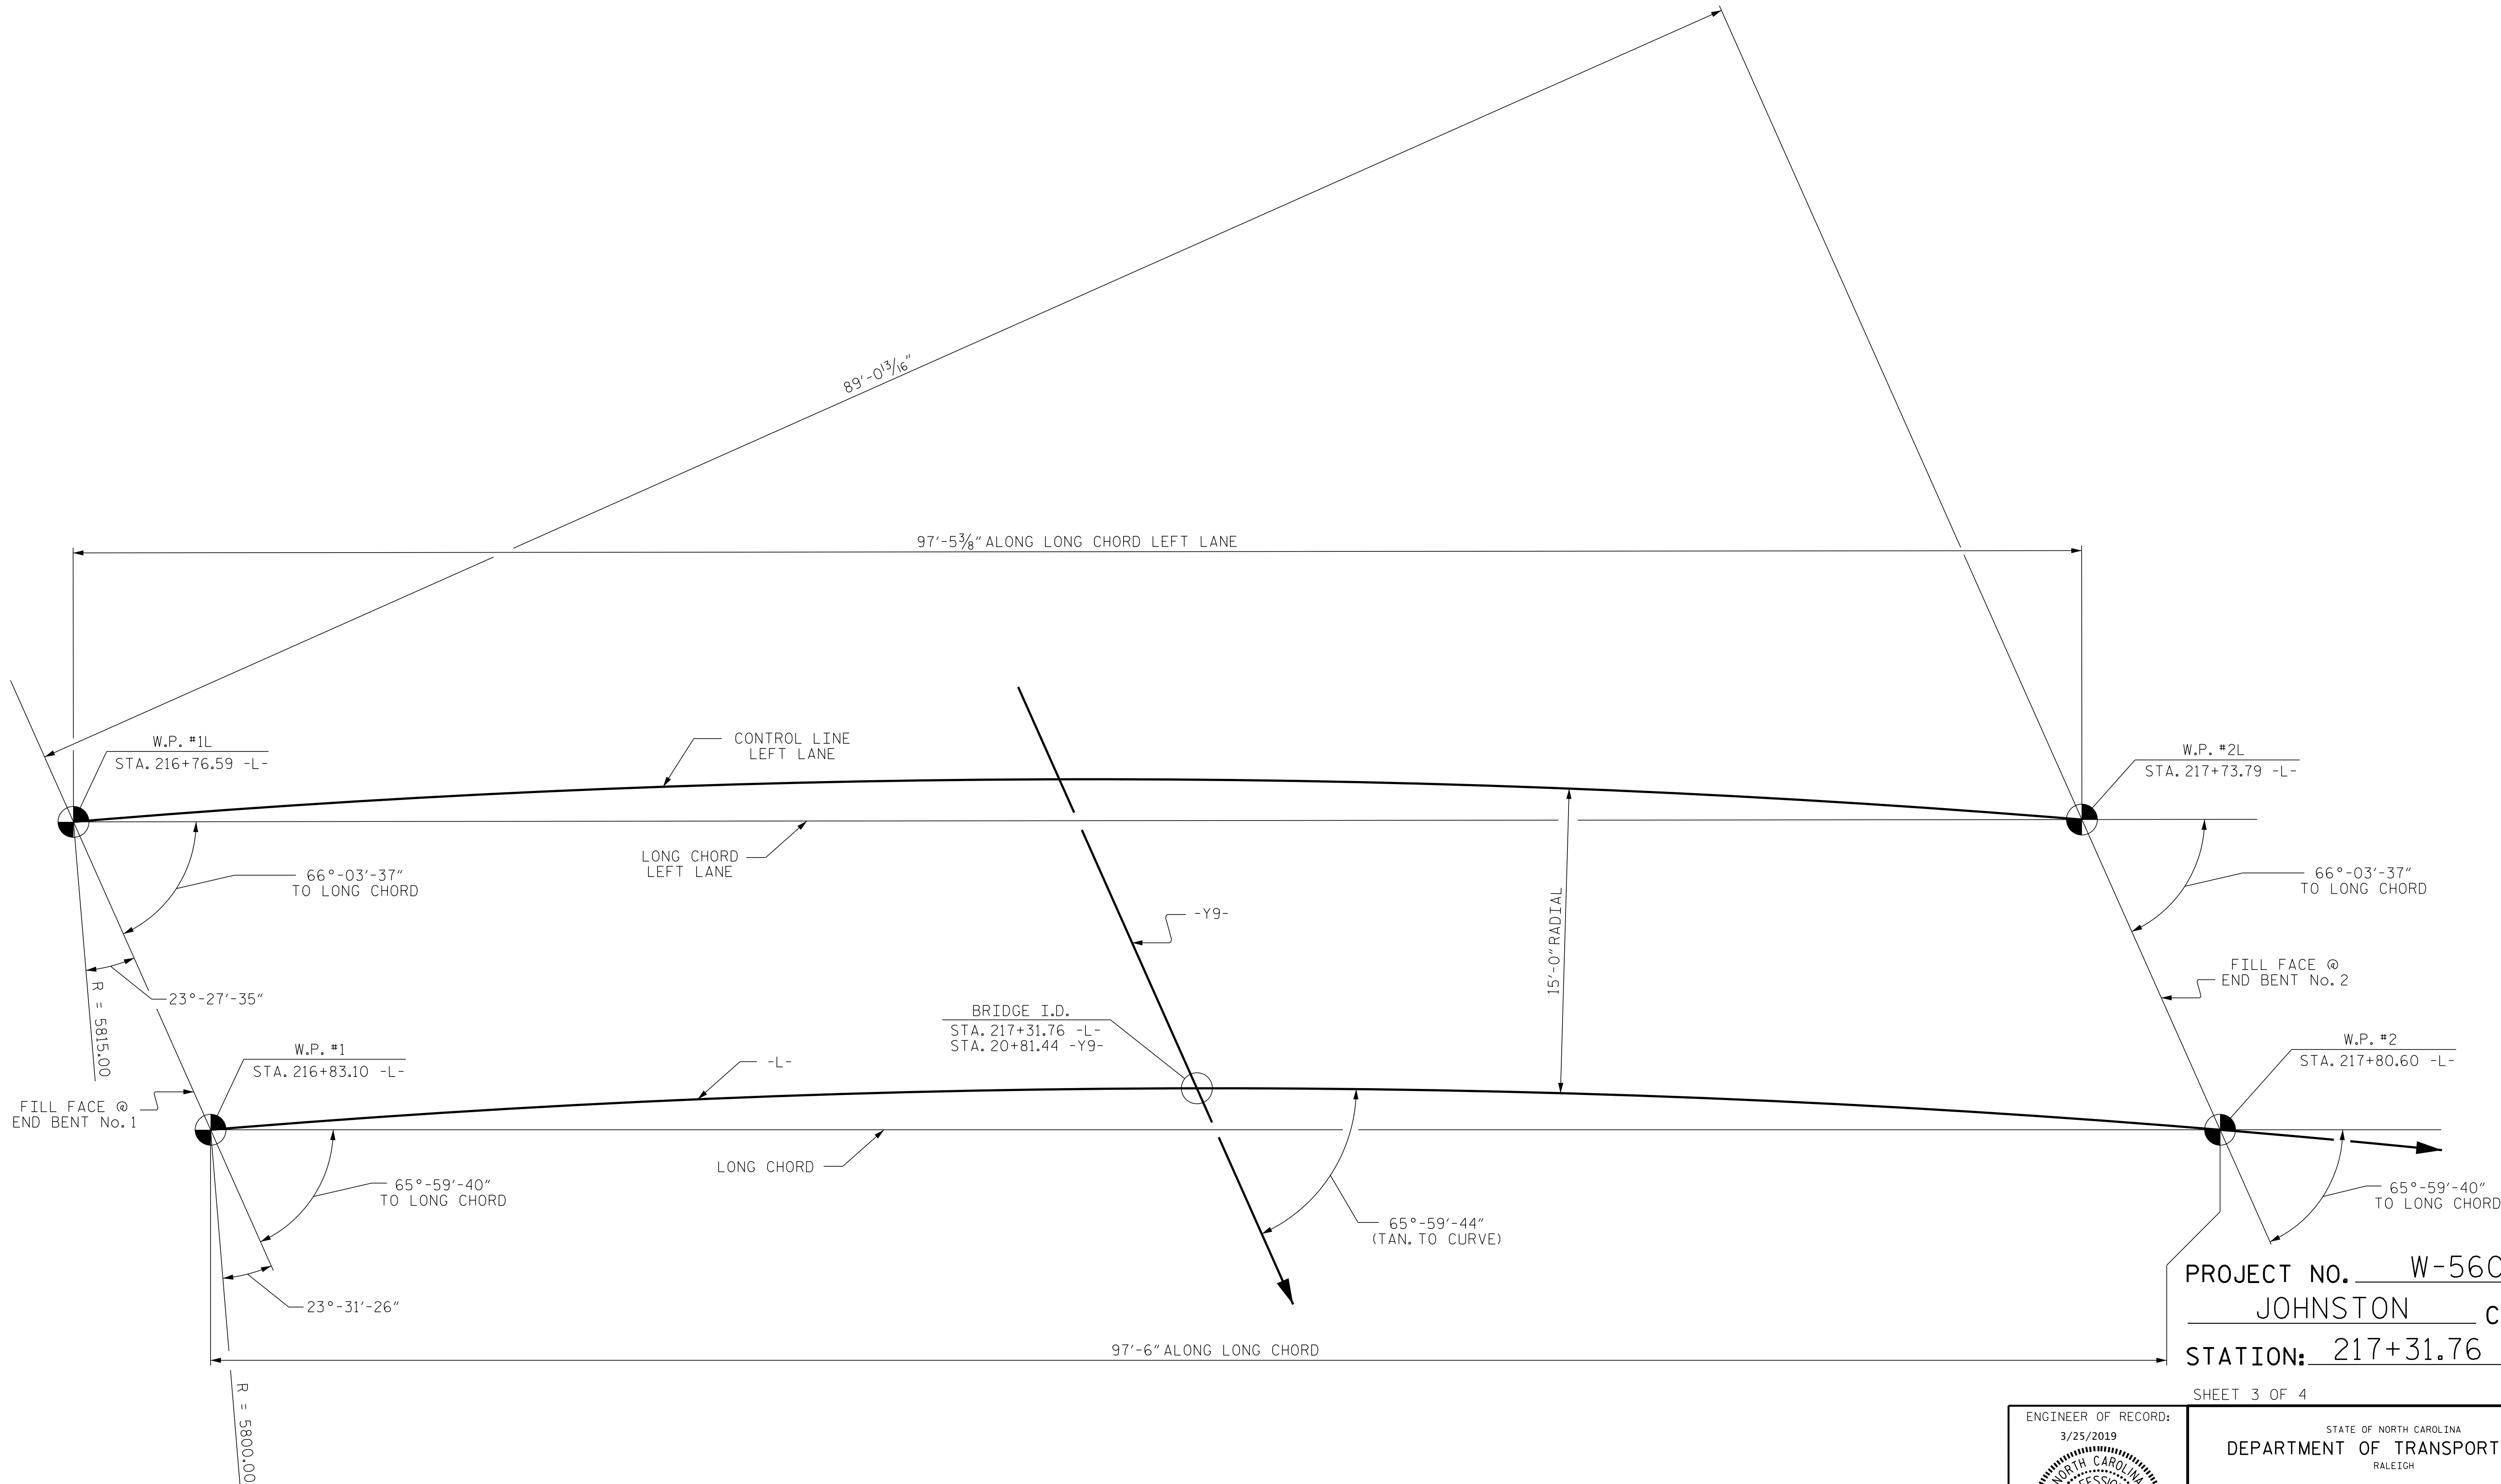 89′-0 13/16″
97′-5 3/8″ ALONG LONG CHORD LEFT LANE
W.P. #1L
STA. 216+76.59 -L-
CONTROL LINE
LEFT LANE
W.P. #2L
STA. 217+73.79 -L-
LONG CHORD
LEFT LANE
66°-03′-37″
TO LONG CHORD
66°-03′-37″
TO LONG CHORD
-Y9-
15′-0″ RADIAL
23°-27′-35″
R = 5815.00
FILL FACE @
END BENT No. 2
BRIDGE I.D.
STA. 217+31.76 -L-
STA. 20+81.44 -Y9-
W.P. #1
STA. 216+83.10 -L-
-L-
W.P. #2
STA. 217+80.60 -L-
FILL FACE @
END BENT No. 1
LONG CHORD
65°-59′-40″
TO LONG CHORD
65°-59′-44″
(TAN. TO CURVE)
65°-59′-40″
TO LONG CHORD
23°-31′-26″
R = 5800.00
97′-6″ ALONG LONG CHORD
PROJECT NO. W-560
JOHNSTON C
STATION: 217+31.76
SHEET 3 OF 4
ENGINEER OF RECORD:
3/25/2019
NORTH CAROLINA
STATE OF NORTH CAROLINA
DEPARTMENT OF TRANSPORT
RALEIGH